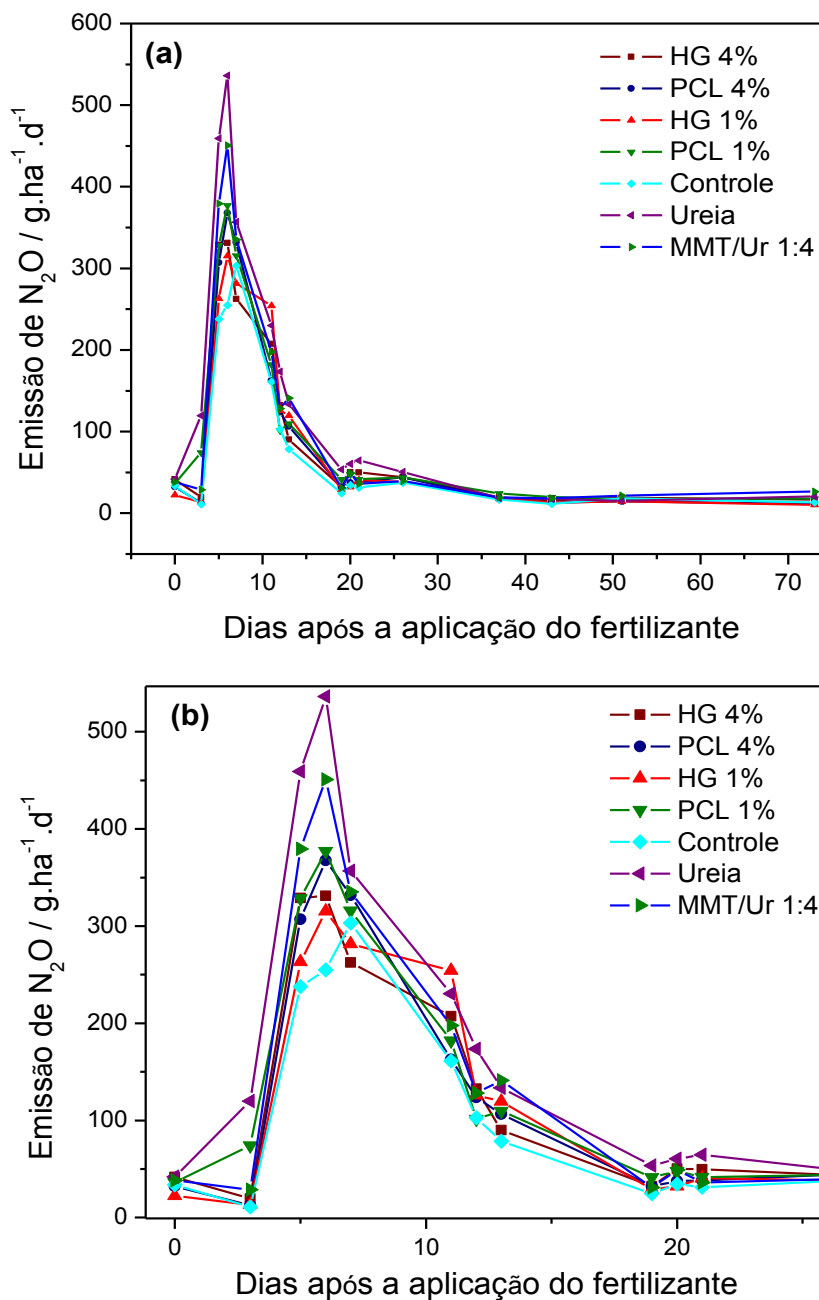 (a)
600
500
400
300
200
100
0
Emissão de N₂O / g.ha⁻¹.d⁻¹
HG 4%
PCL 4%
HG 1%
PCL 1%
Controle
Ureia
MMT/Ur 1:4
0 10 20 30 40 50 60 70
Dias após a aplicação do fertilizante
(b)
500
400
300
200
100
0
Emissão de N₂O / g.ha⁻¹.d⁻¹
HG 4%
PCL 4%
HG 1%
PCL 1%
Controle
Ureia
MMT/Ur 1:4
0 10 20
Dias após a aplicação do fertilizante